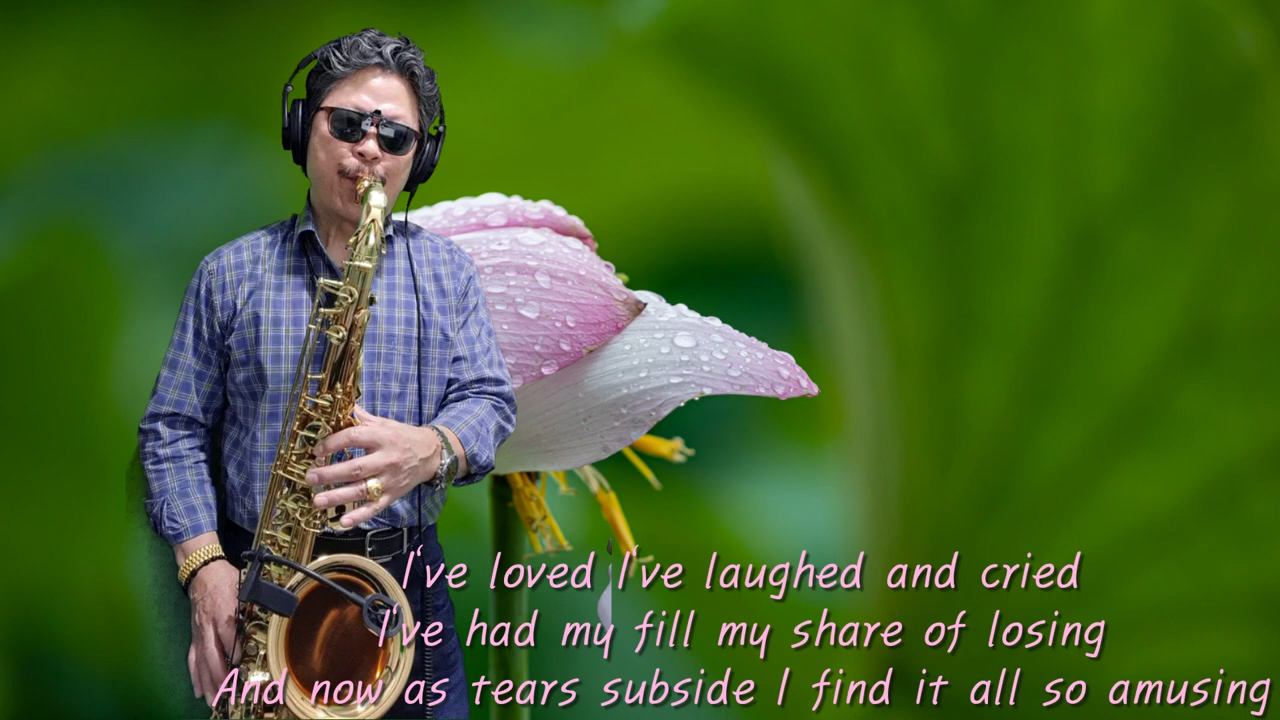 I've loved I've laughed and cried
I've had my fill my share of losing
And now as tears subside I find it all so amusing